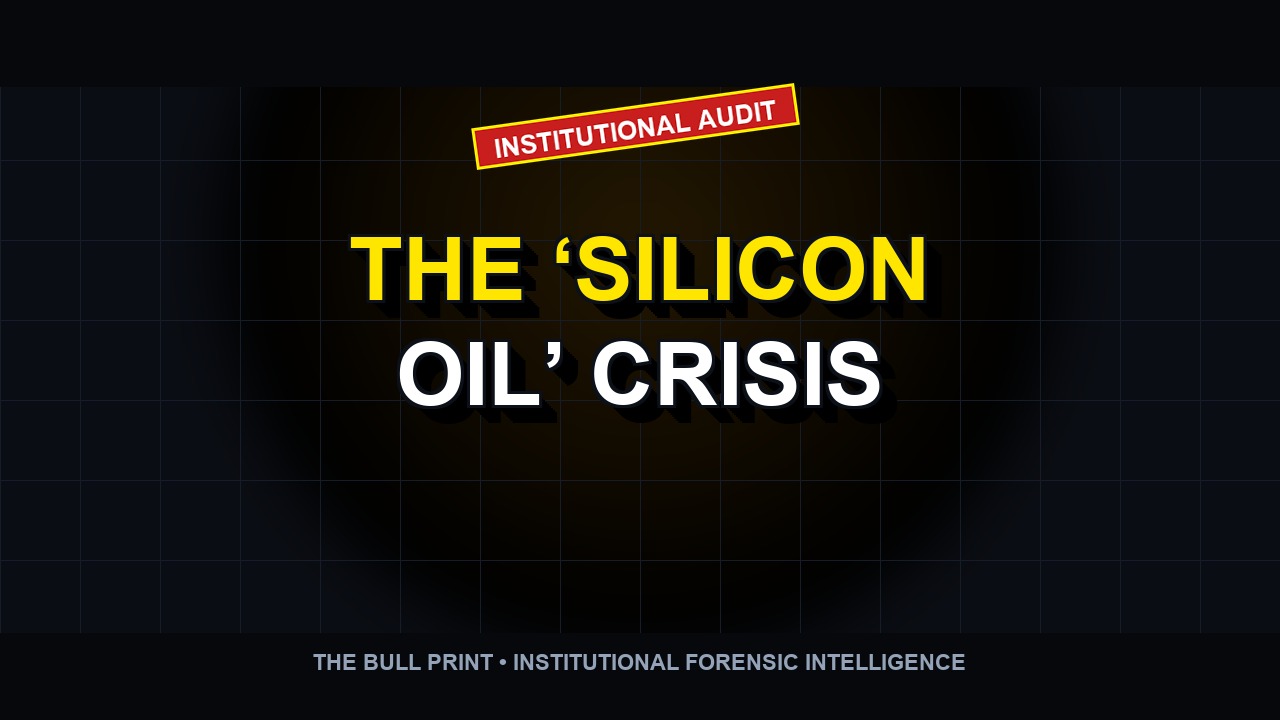 INSTITUTIONAL AUDIT
THE ‘SILICON
OIL’ CRISIS
THE BULL PRINT • INSTITUTIONAL FORENSIC INTELLIGENCE